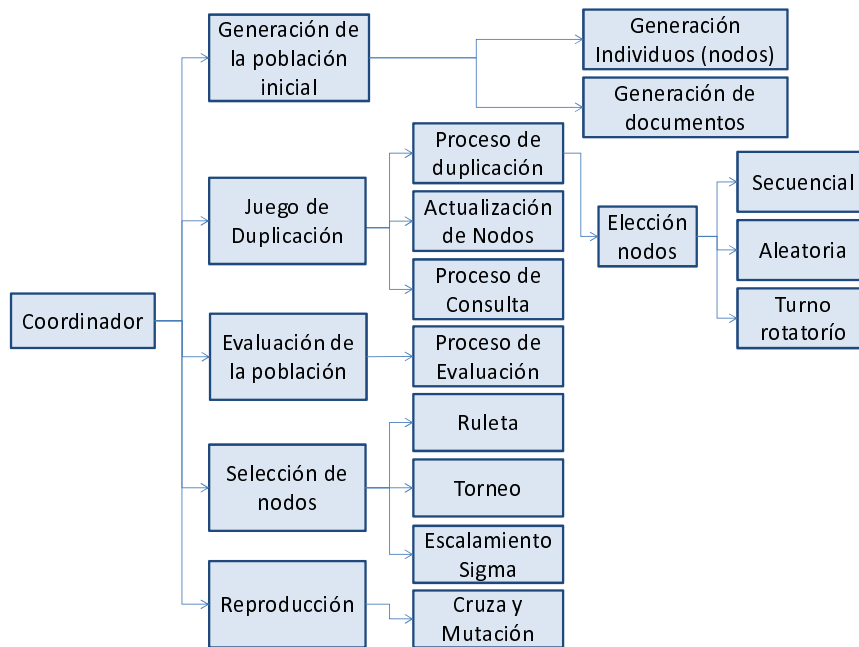 Generación de
la población
inicial
Generación
Individuos (nodos)
Generación de
documentos
Juego de
Duplicación
Proceso de
duplicación
Actualización
de Nodos
Proceso de
Consulta
Elección
nodos
Secuencial
Aleatoria
Turno
rotatorío
Coordinador
Evaluación de
la población
Proceso de
Evaluación
Selección de
nodos
Ruleta
Torneo
Escalamiento
Sigma
Reproducción
Cruza y
Mutación